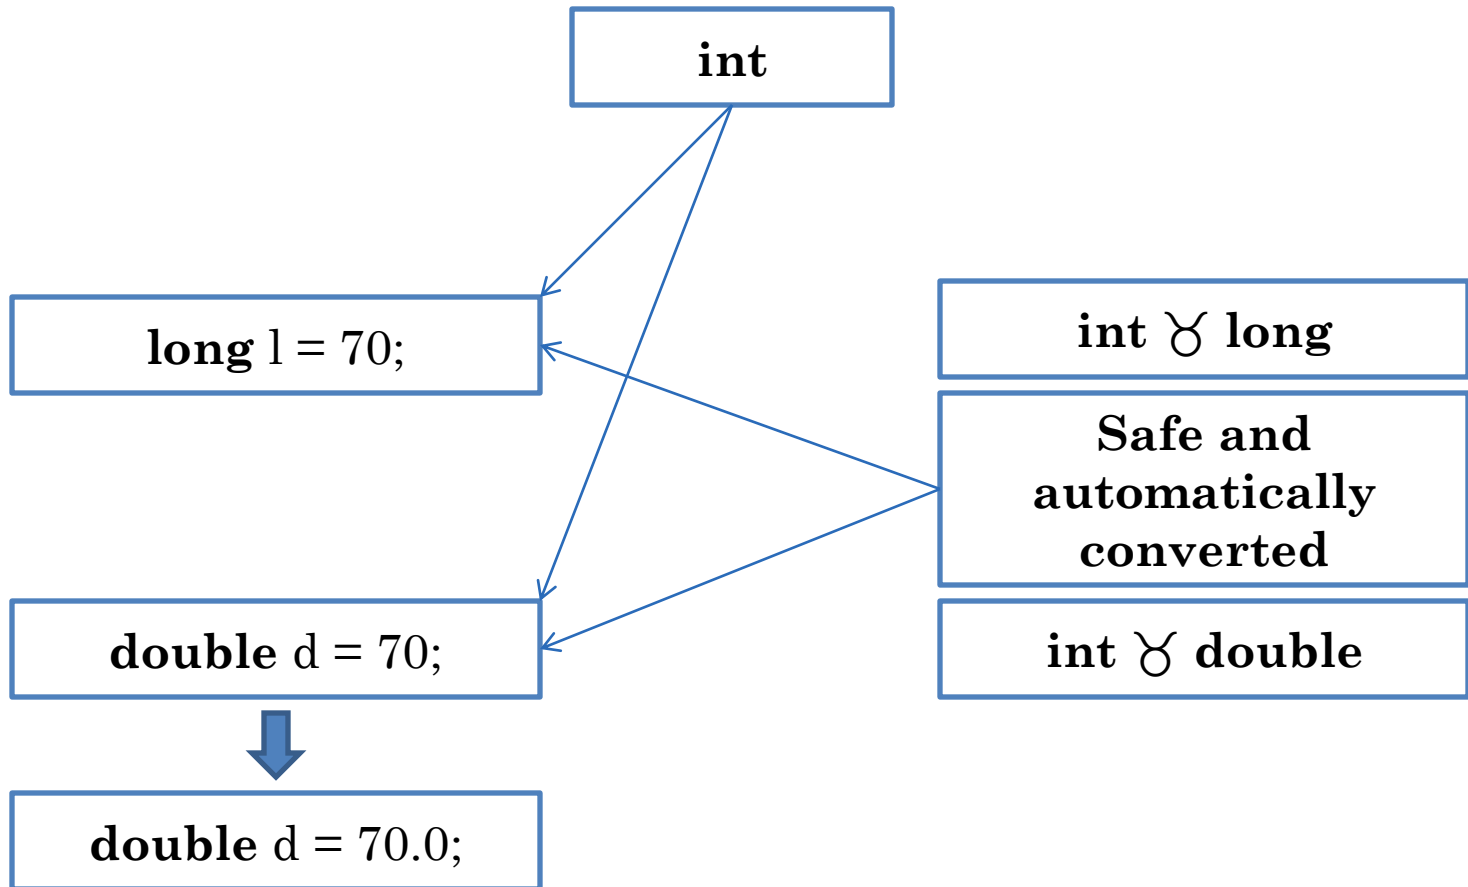 int
long l = 70;
int ♉ long
Safe and
automatically
converted
double d = 70;
int ♉ double
double d = 70.0;